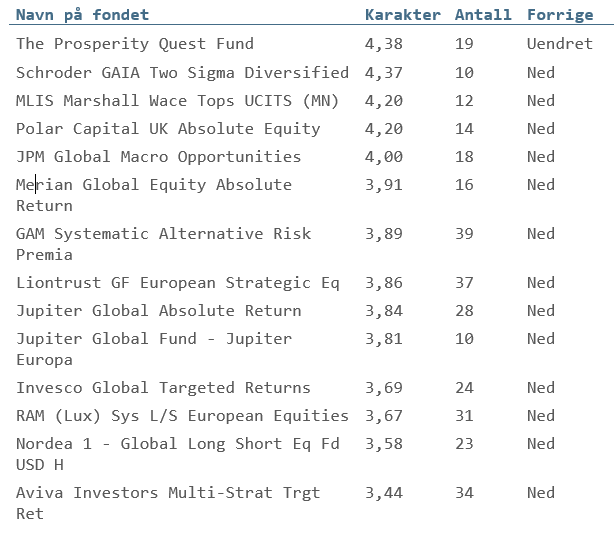 Navn på fondet Karakter Antall Forrige
The Prosperity Quest Fund 4,38 19 Uendret
Schroder GAIA Two Sigma Diversified 4,37 10 Ned
MLIS Marshall Wace Tops UCITS (MN) 4,20 12 Ned
Polar Capital UK Absolute Equity 4,20 14 Ned
JPM Global Macro Opportunities 4,00 18 Ned
Merian Global Equity Absolute 3,91 16 Ned
Return
GAM Systematic Alternative Risk 3,89 39 Ned
Premia
Liontrust GF European Strategic Eq 3,86 37 Ned
Jupiter Global Absolute Return 3,84 28 Ned
Jupiter Global Fund - Jupiter 3,81 10 Ned
Europa
Invesco Global Targeted Returns 3,69 24 Ned
RAM (Lux) Sys L/S European Equities 3,67 31 Ned
Nordea 1 - Global Long Short Eq Fd 3,58 23 Ned
USD H
Aviva Investors Multi-Strat Trgt 3,44 34 Ned
Ret